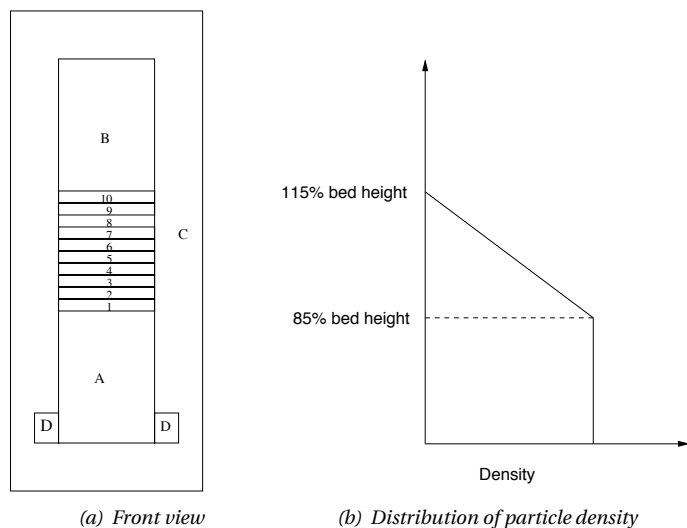 B
10
9
8
7
6
5
4
3
2
1
C
A
D
D
115% bed height
85% bed height
Density
(a) Front view
(b) Distribution of particle density